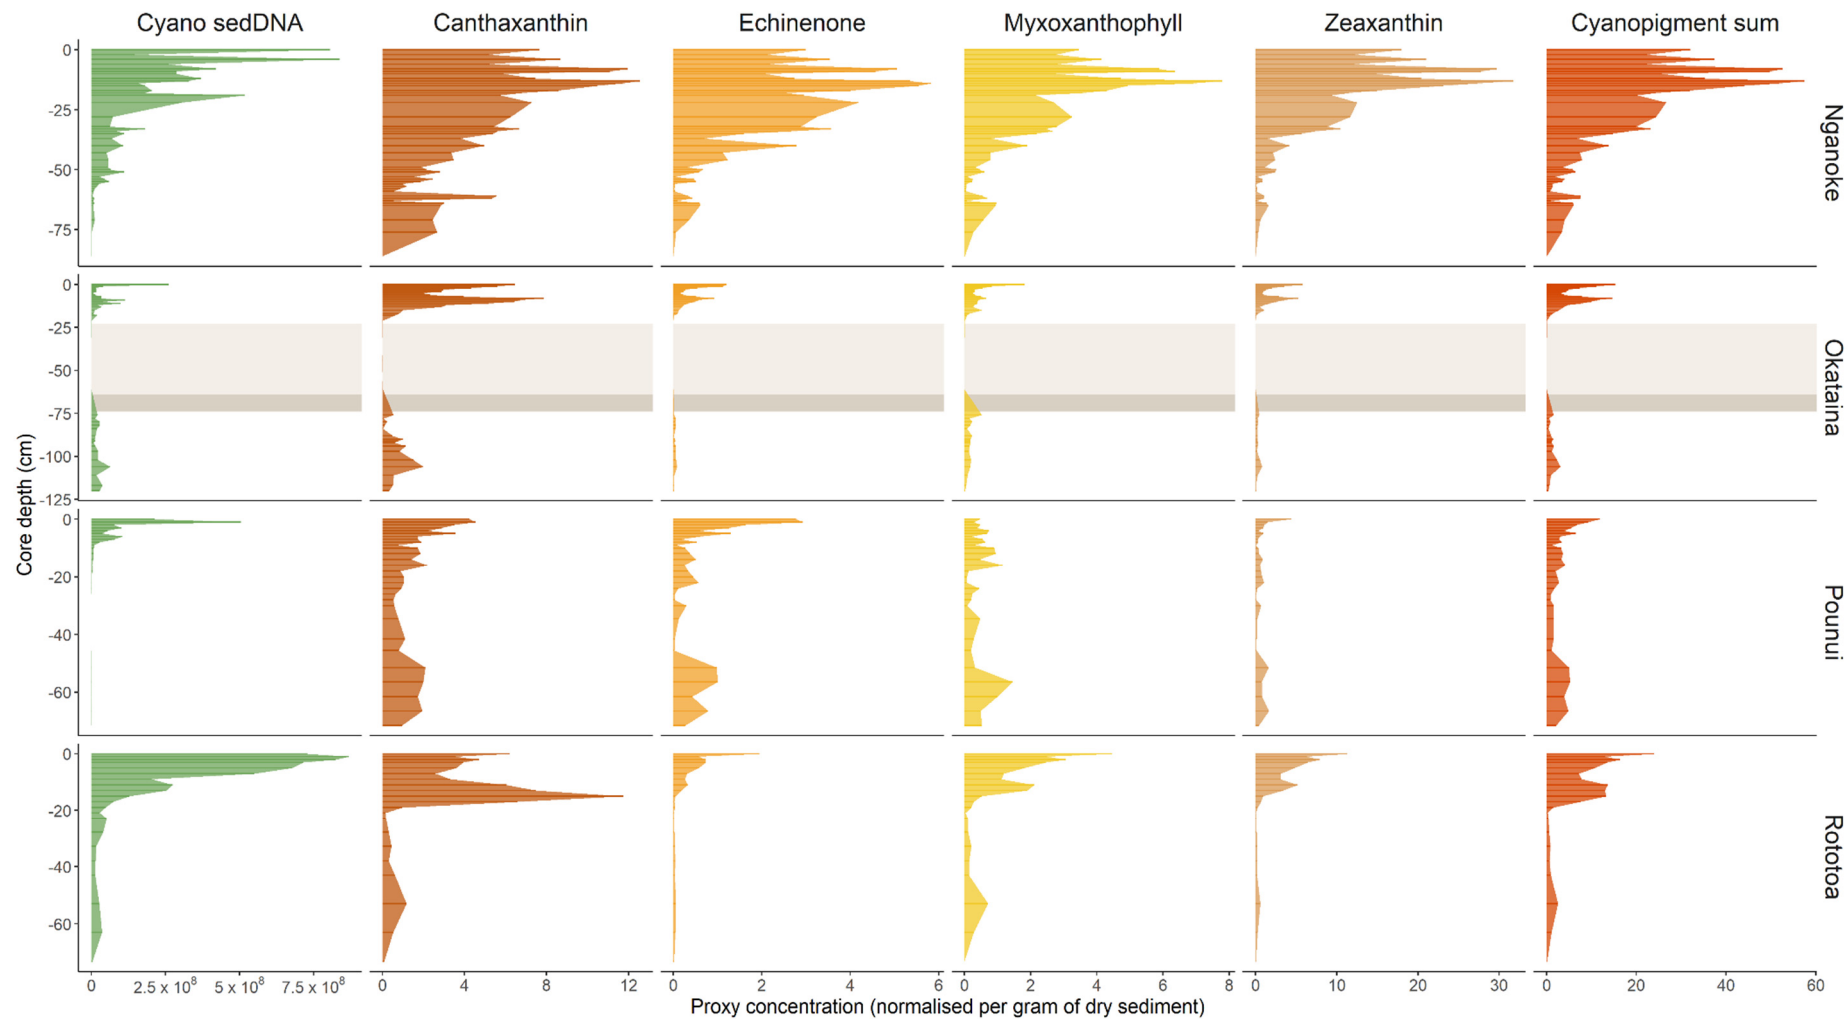 Cyano sedDNA Canthaxanthin Echinenone Myxoxanthophyll Zeaxanthin Cyanopigment sum
0
-25
-50
-75
Nganoke
0
-25
-50
-75
-100
-125
Okataina
Core depth (cm)
0
-20
-40
-60
Pounui
0
-20
-40
-60
Rototoa
0 2.5 x 10⁸ 5 x 10⁸ 7.5 x 10⁸ 0 4 8 12 0 2 4 6 0 2 4 6 8 0 10 20 30 0 20 40 60
Proxy concentration (normalised per gram of dry sediment)